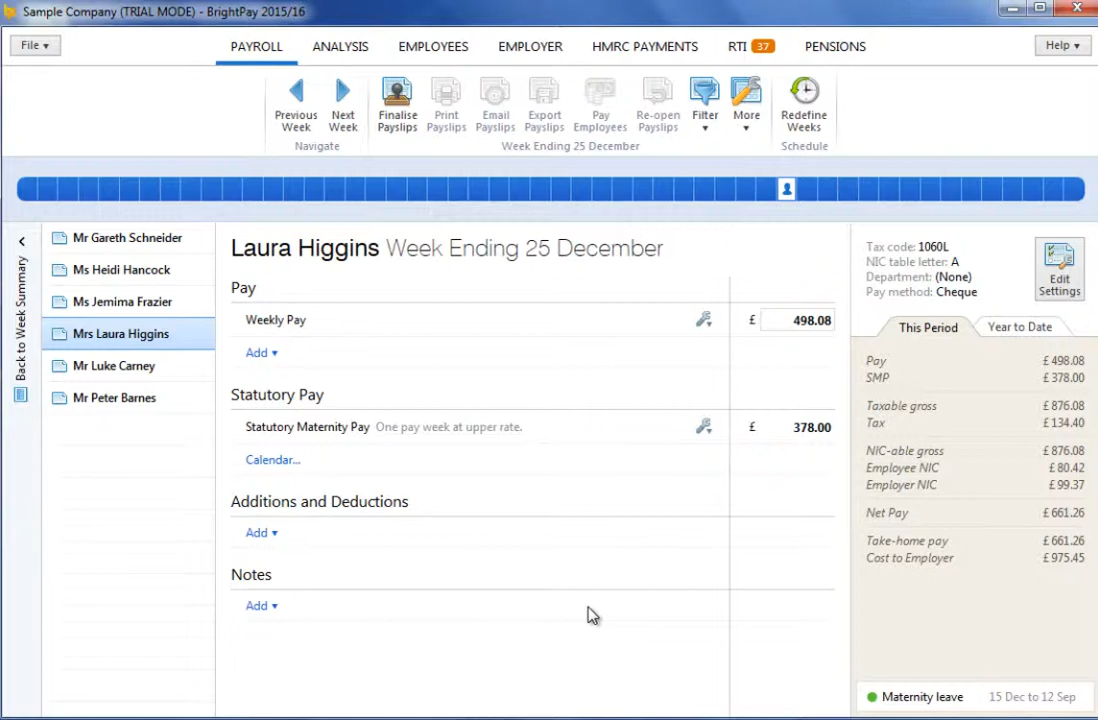 Sample Company (TRIAL MODE) - BrightPay 2015/16
File
PAYROLL ANALYSIS EMPLOYEES EMPLOYER HMRC PAYMENTS RTI 37 PENSIONS
Help
Previous Week
Next Week
Navigate
Finalise Payslips
Print Payslips
Email Payslips
Export Payslips
Pay Employees
Re-open Payslips
Filter
More
Week Ending 25 December
Redefine Weeks
Schedule
Back to Week Summary
Mr Gareth Schneider
Ms Heidi Hancock
Ms Jemima Frazier
Mrs Laura Higgins
Mr Luke Carney
Mr Peter Barnes
Laura Higgins Week Ending 25 December
Pay
Weekly Pay £ 498.08
Add
Statutory Pay
Statutory Maternity Pay One pay week at upper rate. £ 378.00
Calendar...
Additions and Deductions
Add
Notes
Add
Tax code: 1060L
NIC table letter: A
Department: (None)
Pay method: Cheque
Edit Settings
This Period Year to Date
Pay £ 498.08
SMP £ 378.00
Taxable gross £ 876.08
Tax £ 134.40
NIC-able gross £ 876.08
Employee NIC £ 80.42
Employer NIC £ 99.37
Net Pay £ 661.26
Take-home pay £ 661.26
Cost to Employer £ 975.45
Maternity leave 15 Dec to 12 Sep